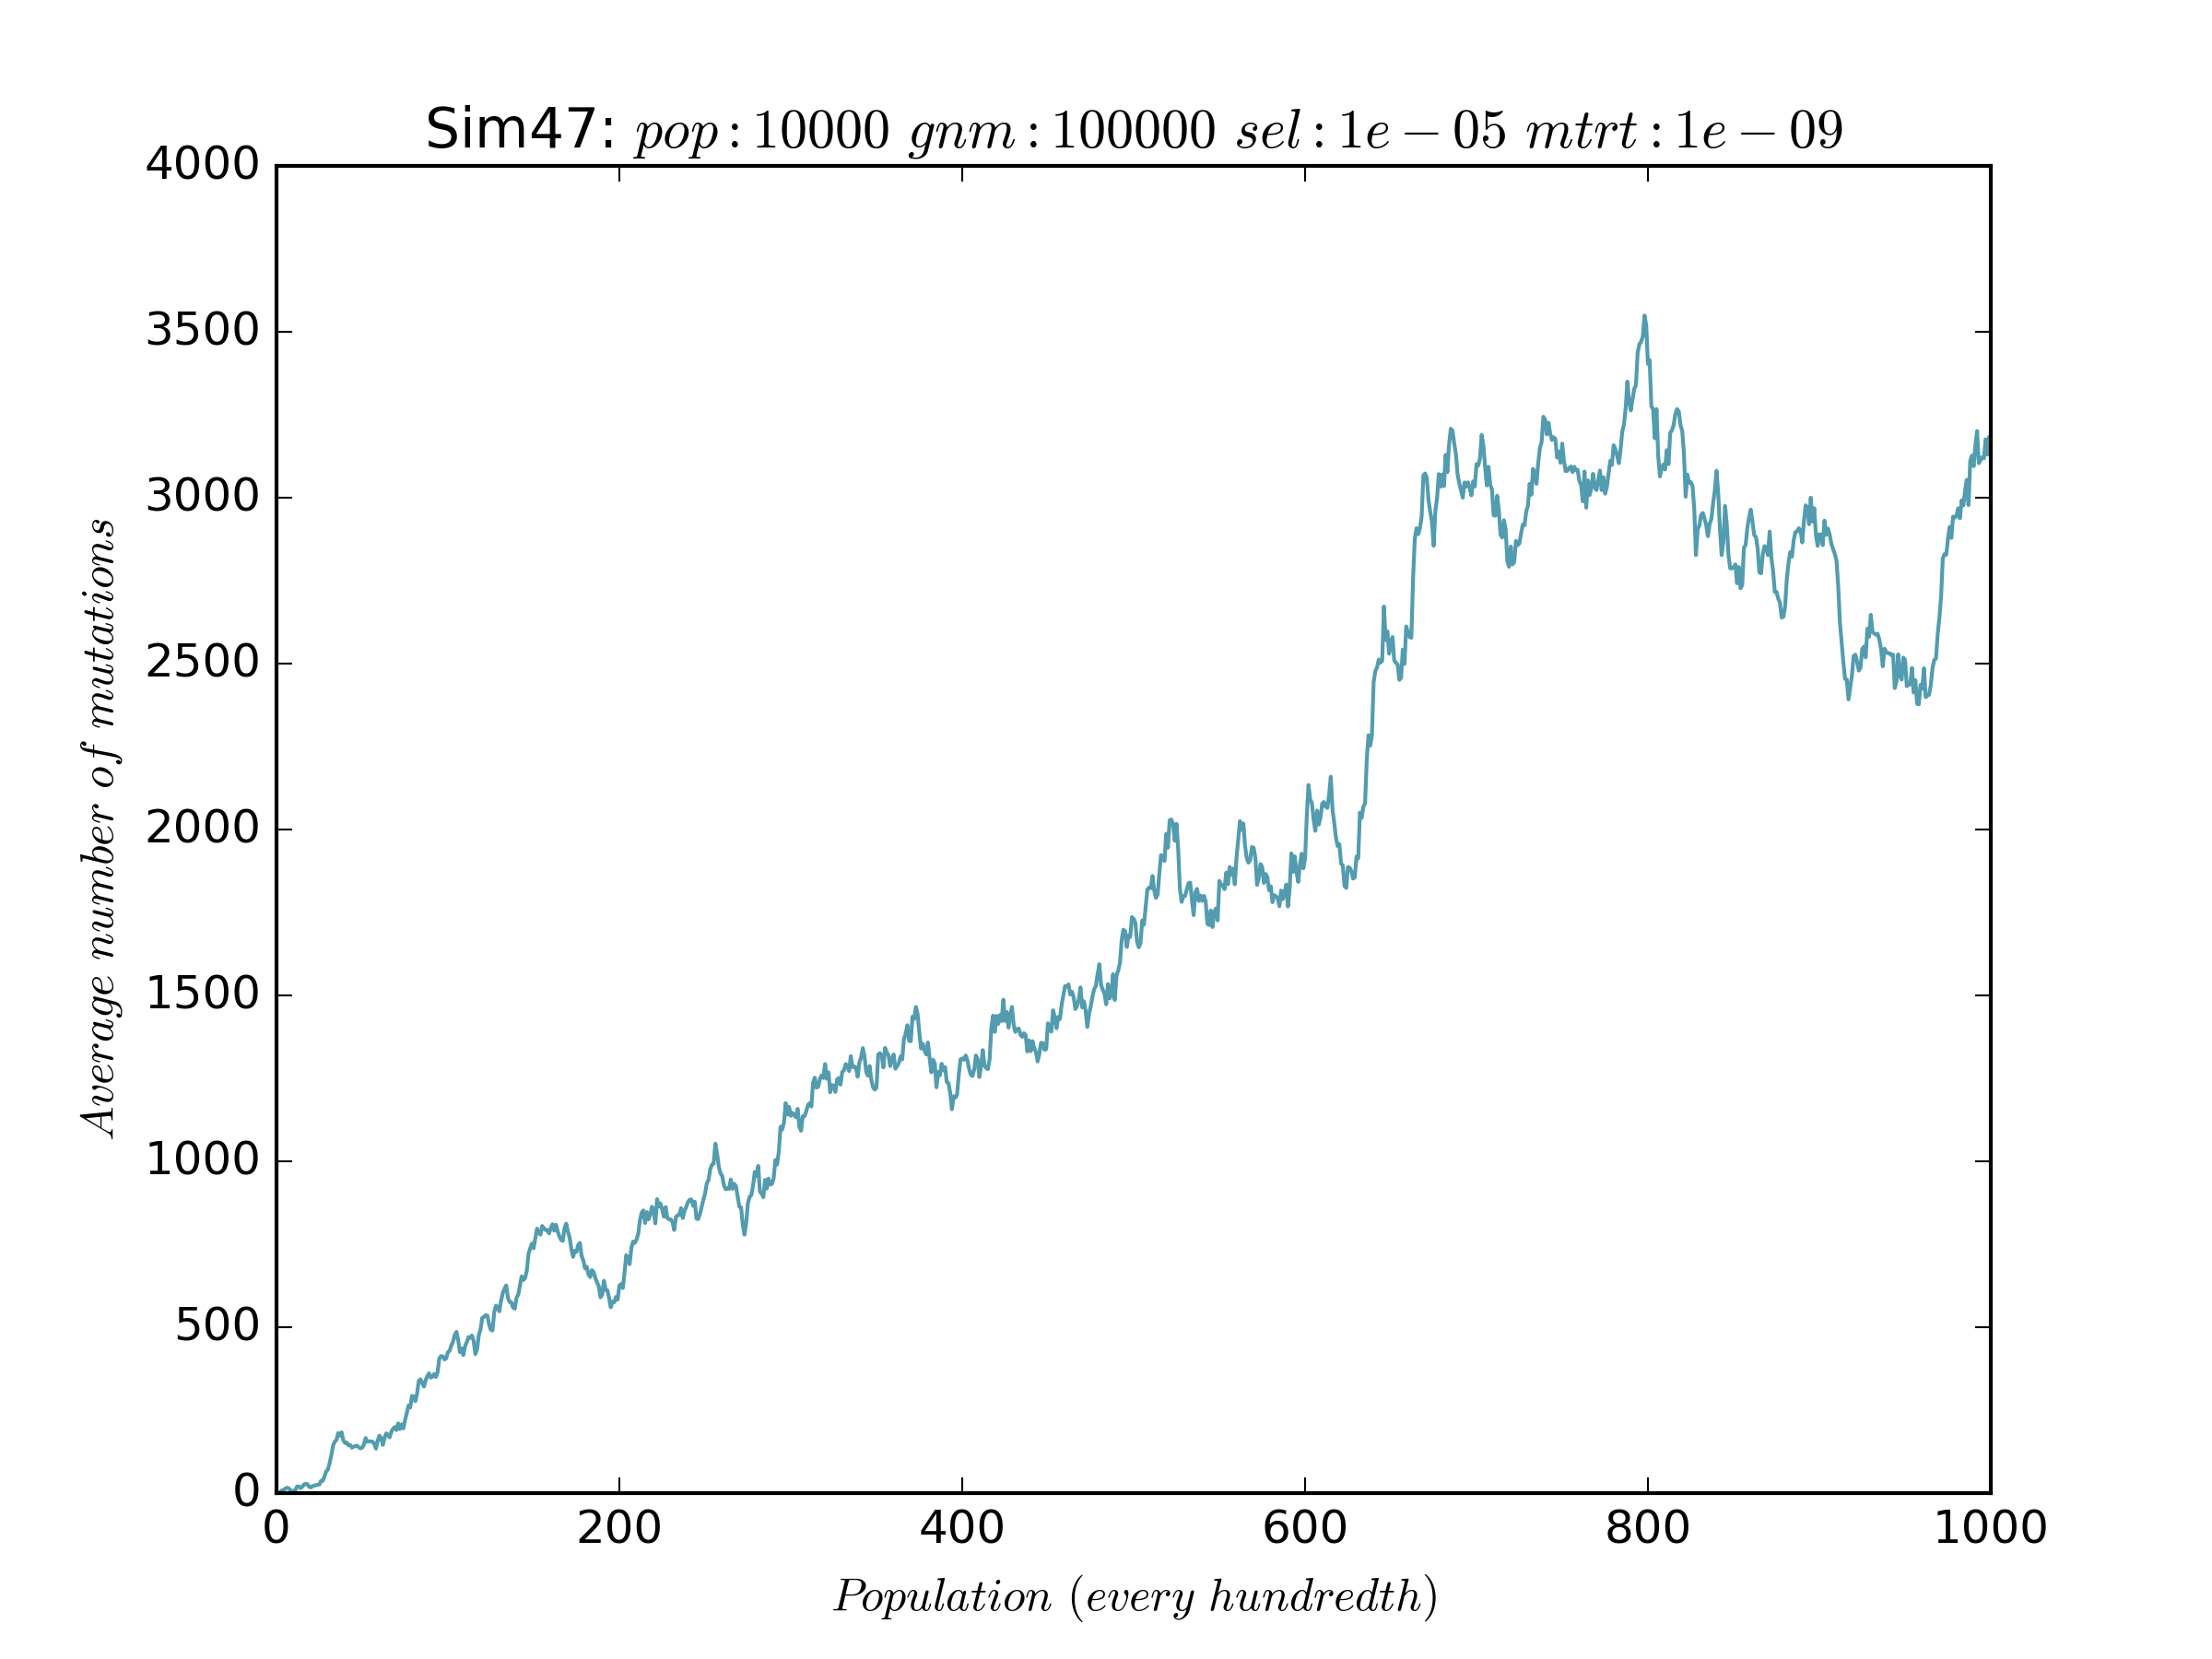 Sim47: pop : 10000 gnm : 100000 sel : 1e − 05 mtrt : 1e − 09
4000
3500
3000
2500
2000
1500
1000
500
0
Average number of mutations
0 200 400 600 800 1000
Population (every hundredth)